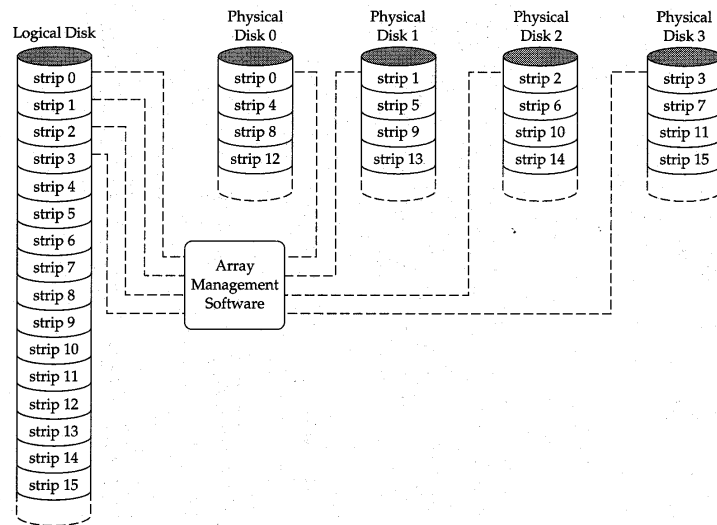 Logical Disk
Physical
Disk 0
Physical
Disk 1
Physical
Disk 2
Physical
Disk 3
strip 0
strip 1
strip 2
strip 3
strip 4
strip 5
strip 6
strip 7
strip 8
strip 9
strip 10
strip 11
strip 12
strip 13
strip 14
strip 15
strip 0
strip 4
strip 8
strip 12
strip 1
strip 5
strip 9
strip 13
strip 2
strip 6
strip 10
strip 14
strip 3
strip 7
strip 11
strip 15
Array
Management
Software